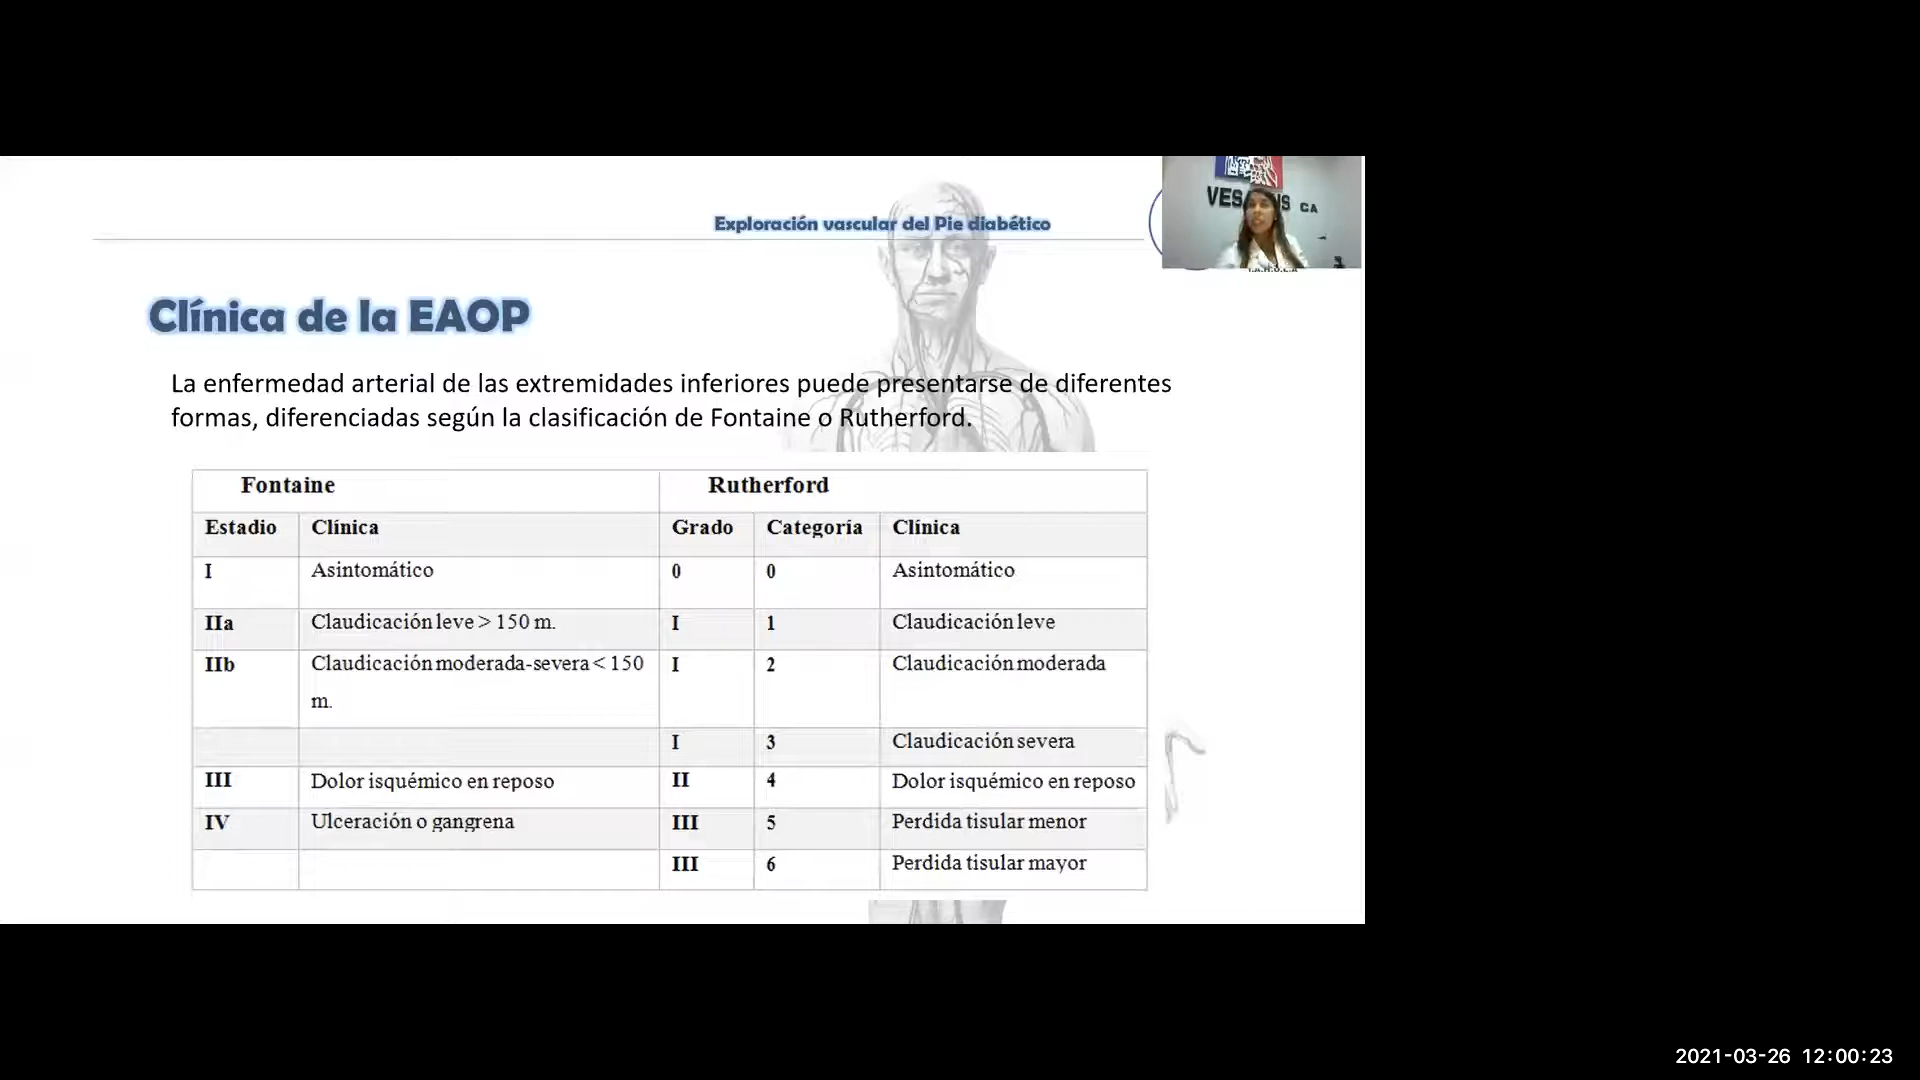 VES
S CA
Exploración vascular del Pie diabético
Clínica de la EAOP
La enfermedad arterial de las extremidades inferiores puede presentarse de diferentes
formas, diferenciadas según la clasificación de Fontaine o Rutherford.
Fontaine Rutherford
Estadio Clínica Grado Categoría Clínica
I Asintomático 0 0 Asintomático
IIa Claudicación leve > 150 m. I 1 Claudicación leve
IIb Claudicación moderada-severa < 150 I 2 Claudicación moderada
m.
I 3 Claudicación severa
III Dolor isquémico en reposo II 4 Dolor isquémico en reposo
IV Ulceración o gangrena III 5 Perdida tisular menor
III 6 Perdida tisular mayor
2021-03-26 12:00:23